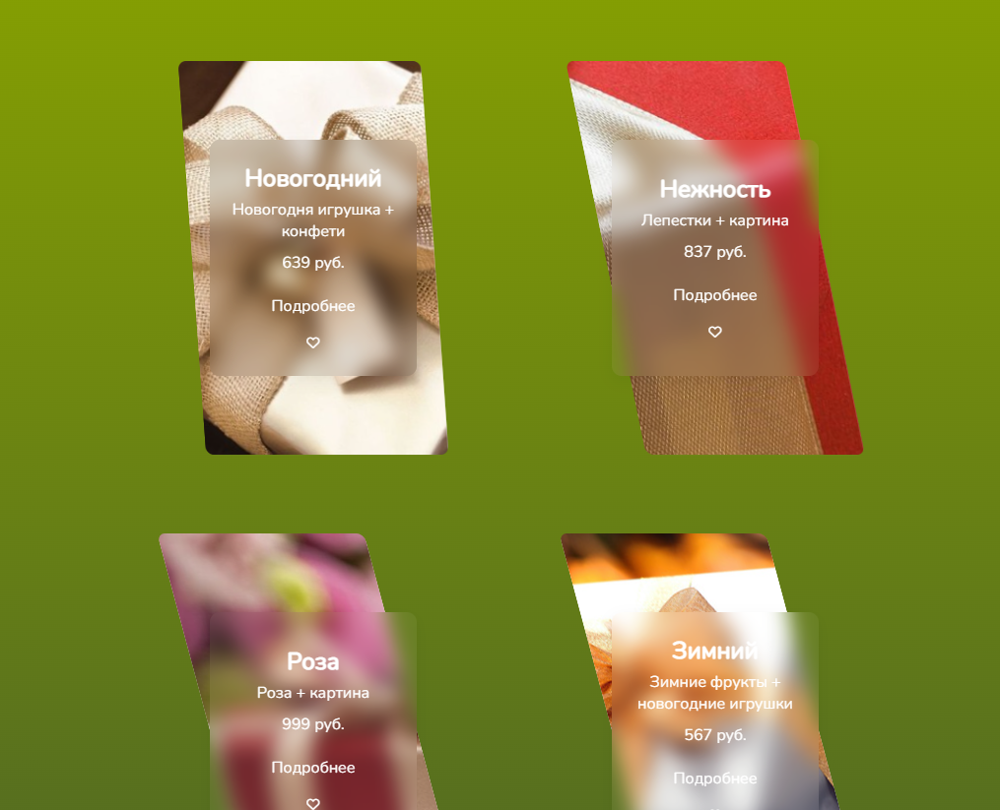 Новогодний
Новогодня игрушка +
конфети
639 руб.
Подробнее
Нежность
Лепестки + картина
837 руб.
Подробнее
Роза
Роза + картина
999 руб.
Подробнее
Зимний
Зимние фрукты +
новогодние игрушки
567 руб.
Подробнее